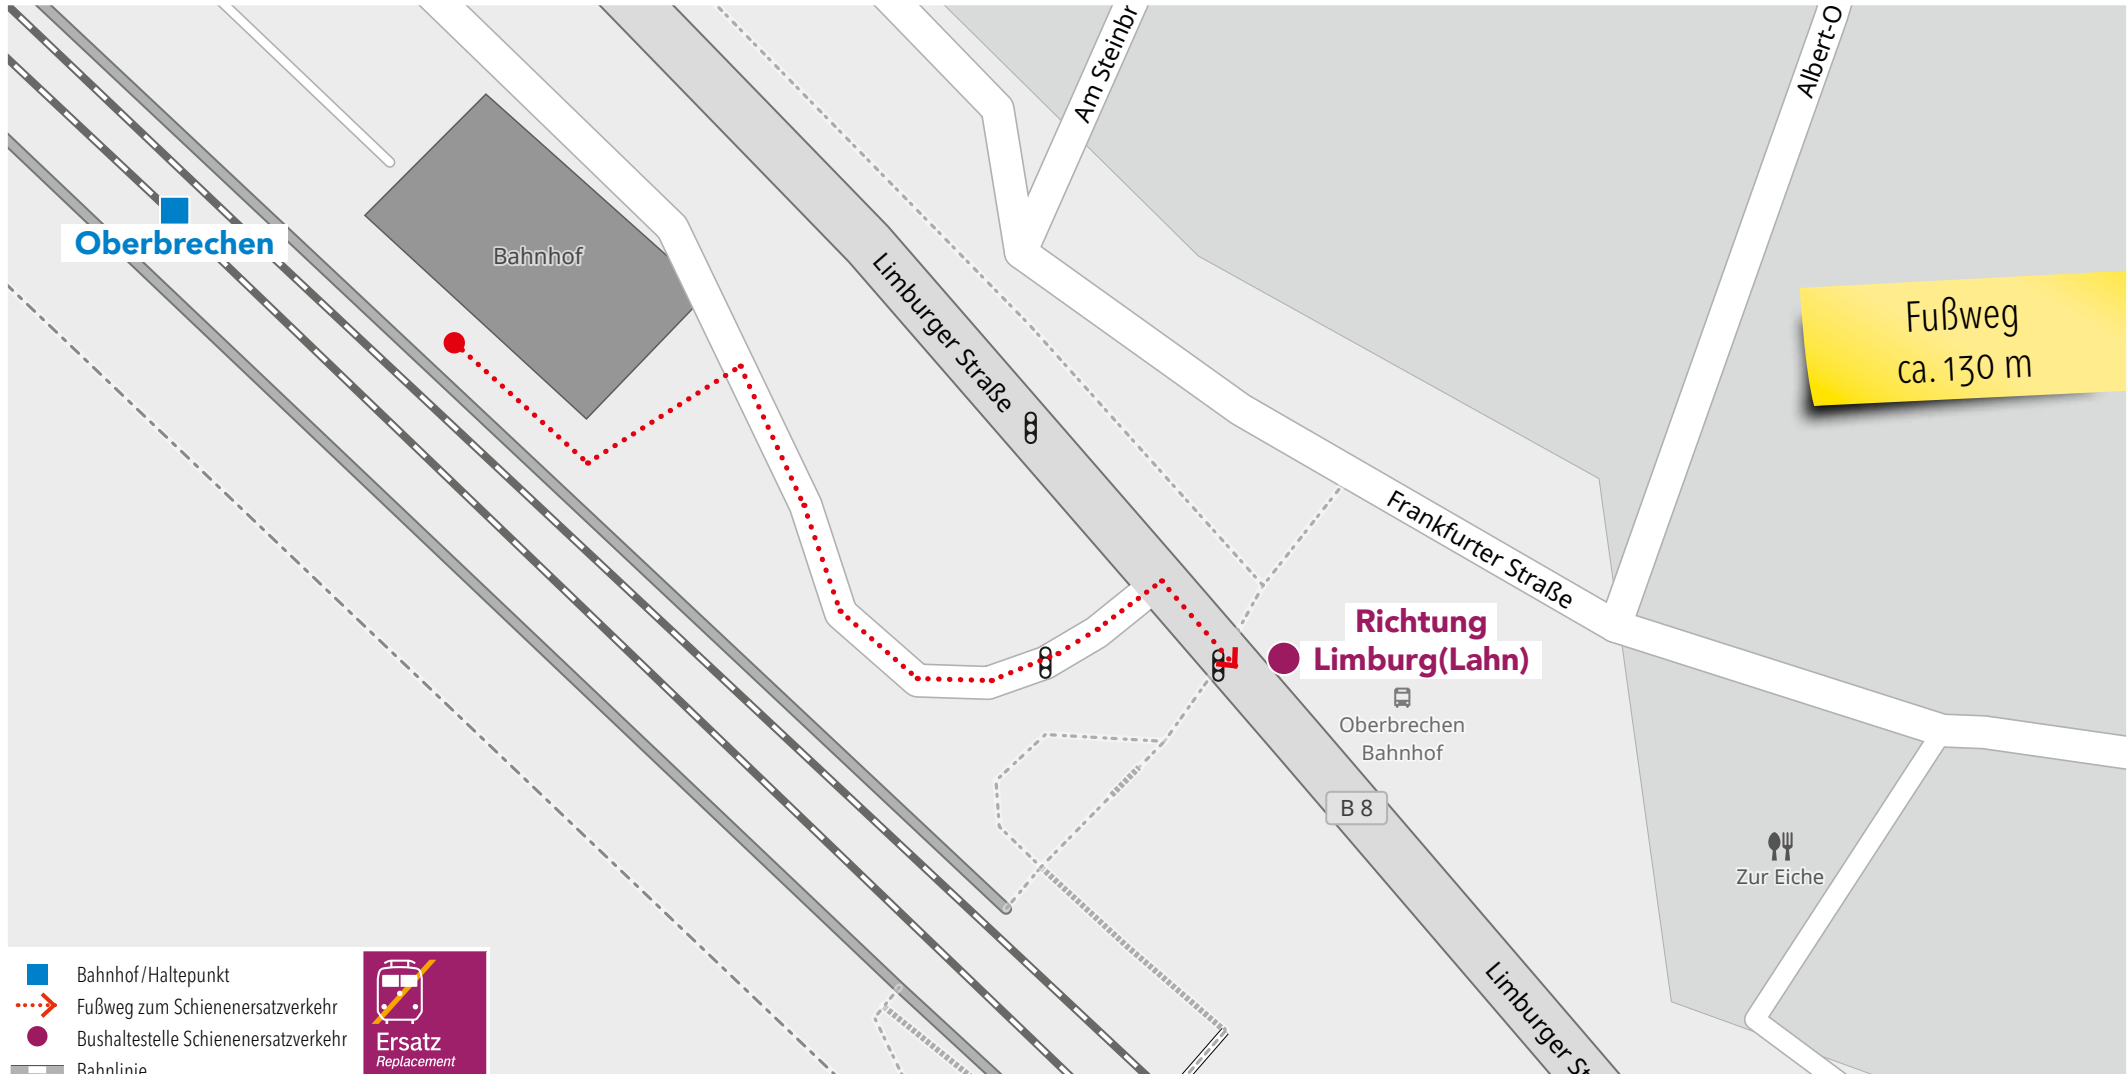 Am Steinbr
Albert-O
Oberbrechen
Bahnhof
Limburger Straße
Fußweg
ca. 130 m
Frankfurter Straße
Richtung
Limburg(Lahn)
Oberbrechen
Bahnhof
B 8
Zur Eiche
Limburger St
Bahnhof/Haltepunkt
Fußweg zum Schienenersatzverkehr
Bushaltestelle Schienenersatzverkehr
Bahnlinie
Ersatz
Replacement